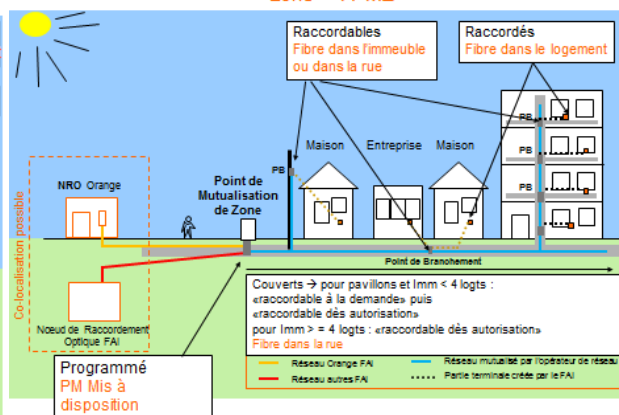 Raccordables
Fibre dans l'immeuble
ou dans la rue
Raccordés
Fibre dans le logement
PB
Maison
Entreprise
Maison
PB
PB
NRO Orange
Point de
Mutualisation
de Zone
Co-localisation possible
Point de Branchement
Couverts → pour pavillons et Imm < 4 logts :
«raccordable à la demande» puis
«raccordable dès autorisation»
pour Imm > = 4 logts : «raccordable dès autorisation»
Fibre dans la rue
Nœud de Raccordement
Optique FAI
Programmé
PM Mis à
disposition
Réseau Orange FAI
Réseau mutualisé par l'opérateur de réseau
Réseau autres FAI
Partie terminale créée par le FAI